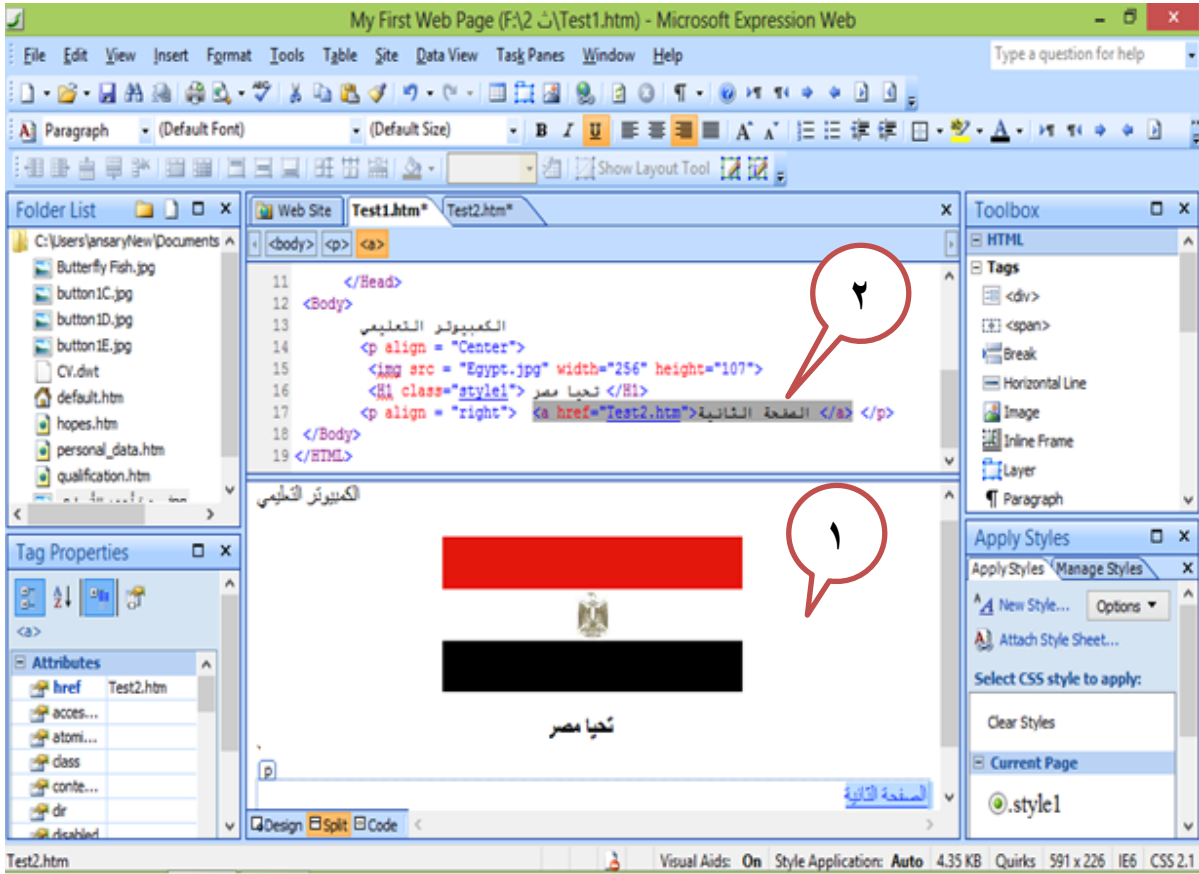 My First Web Page (F:\2 ث\Test1.htm) - Microsoft Expression Web
File Edit View Insert Format Tools Table Site Data View Task Panes Window Help
Type a question for help
Paragraph (Default Font) (Default Size) B I U A A A
Show Layout Tool
Folder List
C:\Users\ansaryNew\Documents
Butterfly Fish.jpg
button1C.jpg
button1D.jpg
button1E.jpg
CV.dwt
default.htm
hopes.htm
personal_data.htm
qualification.htm
Tag Properties
<a>
Attributes
href Test2.htm
acces...
atomi...
class
conte...
dir
disabled
Web Site Test1.htm* Test2.htm*
<body> <p> <a>
11 </Head>
12 <Body>
13 الكمبيوتر التعليمي
14 <p align = "Center">
15 <img src = "Egypt.jpg" width="256" height="107">
16 <H1 class="style1"> تحيا مصر </H1>
17 <p align = "right"> <a href="Test2.htm">الصفحة الثانية </a> </p>
18 </Body>
19 </HTML>
٢
الكمبيوتر التعليمي
١
تحيا مصر
p
الصفحة الثانية
Design Split Code
Toolbox
HTML
Tags
<div>
<span>
Break
Horizontal Line
Image
Inline Frame
Layer
Paragraph
Apply Styles
Apply Styles Manage Styles
New Style... Options
Attach Style Sheet...
Select CSS style to apply:
Clear Styles
Current Page
.style1
Test2.htm
Visual Aids: On Style Application: Auto 4.35 KB Quirks 591 x 226 IE6 CSS 2.1